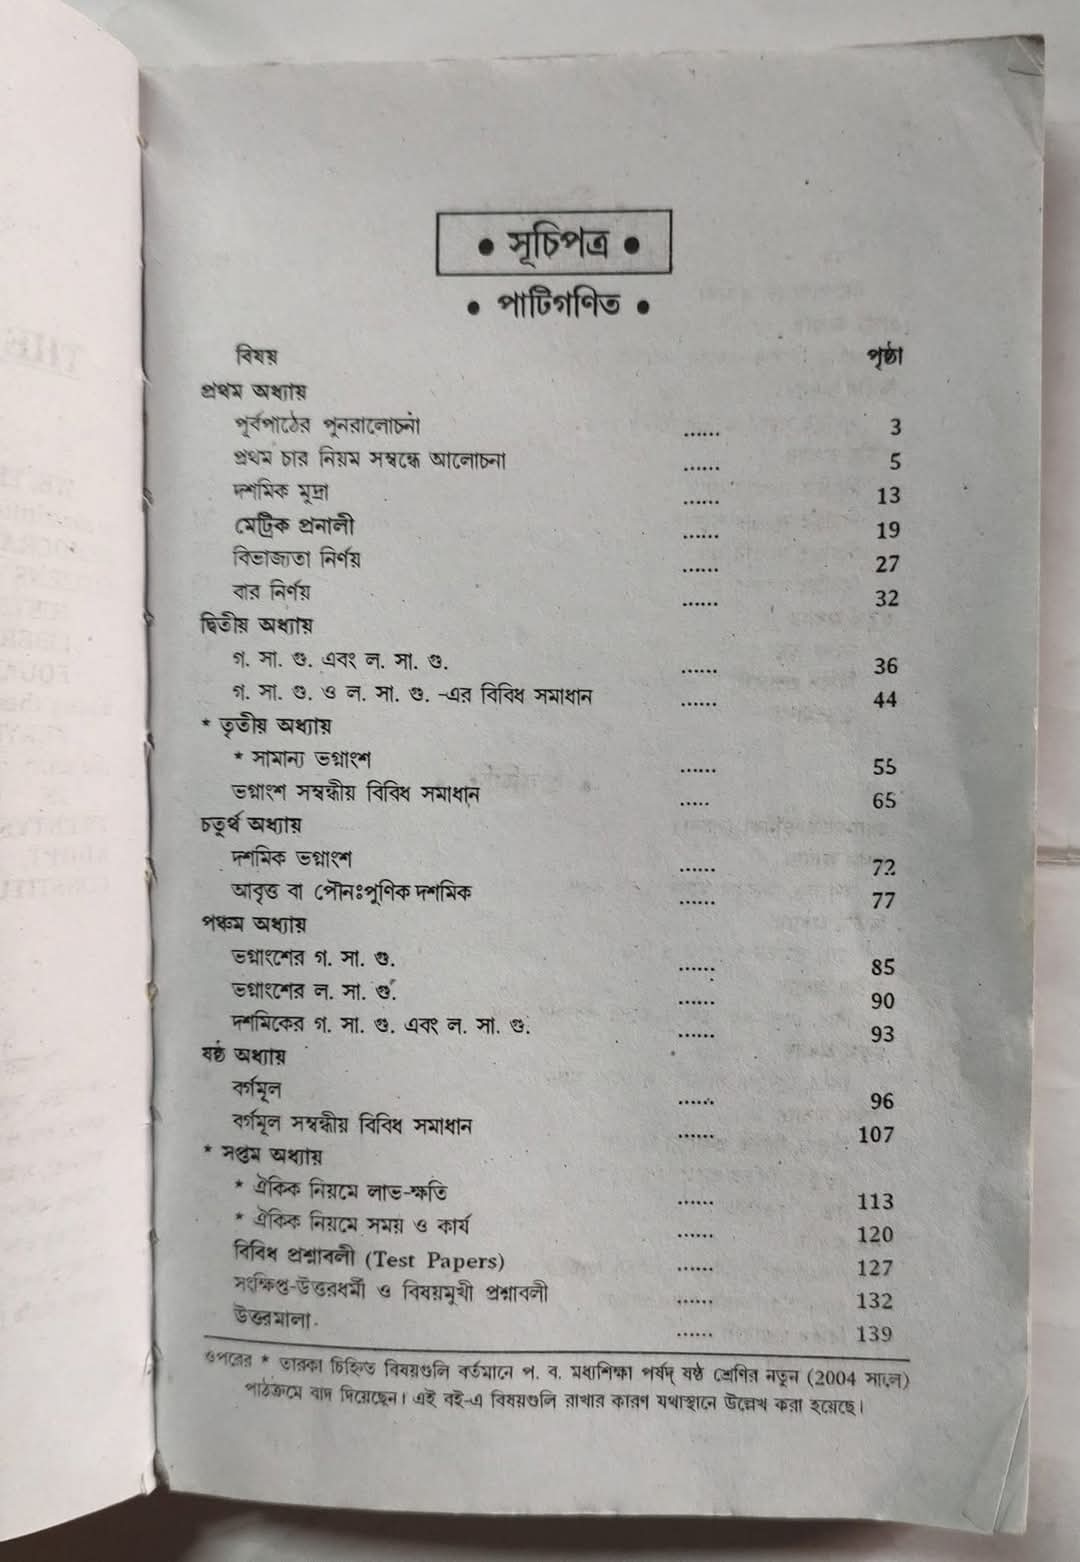 • সূচিপত্র •
• পাটিগণিত •
বিষয় পৃষ্ঠা
প্রথম অধ্যায়
পূর্বপাঠের পুনরালোচনা ...... 3
প্রথম চার নিয়ম সম্বন্ধে আলোচনা ...... 5
দশমিক মুদ্রা ...... 13
মেট্রিক প্রনালী ...... 19
বিভাজ্যতা নির্ণয় ...... 27
বার নির্ণয় ...... 32
দ্বিতীয় অধ্যায়
গ. সা. গু. এবং ল. সা. গু. ...... 36
গ. সা. গু. ও ল. সা. গু. -এর বিবিধ সমাধান ...... 44
* তৃতীয় অধ্যায়
* সামান্য ভগ্নাংশ ...... 55
ভগ্নাংশ সম্বন্ধীয় বিবিধ সমাধান ..... 65
চতুর্থ অধ্যায়
দশমিক ভগ্নাংশ ...... 72
আবৃত্ত বা পৌনঃপুণিক দশমিক ...... 77
পঞ্চম অধ্যায়
ভগ্নাংশের গ. সা. গু. ...... 85
ভগ্নাংশের ল. সা. গু. ...... 90
দশমিকের গ. সা. গু. এবং ল. সা. গু. ...... 93
ষষ্ঠ অধ্যায়
বর্গমূল ...... 96
বর্গমূল সম্বন্ধীয় বিবিধ সমাধান ...... 107
* সপ্তম অধ্যায়
* ঐকিক নিয়মে লাভ-ক্ষতি ...... 113
* ঐকিক নিয়মে সময় ও কার্য ...... 120
বিবিধ প্রশ্নাবলী (Test Papers) ...... 127
সংক্ষিপ্ত-উত্তরধর্মী ও বিষয়মুখী প্রশ্নাবলী ...... 132
উত্তরমালা. ...... 139
ওপরের * তারকা চিহ্নিত বিষয়গুলি বর্তমানে প. ব. মধ্যশিক্ষা পর্ষদ্ ষষ্ঠ শ্রেণির নতুন (2004 সালে)
পাঠক্রমে বাদ দিয়েছেন। এই বই-এ বিষয়গুলি রাখার কারণ যথাস্থানে উল্লেখ করা হয়েছে।